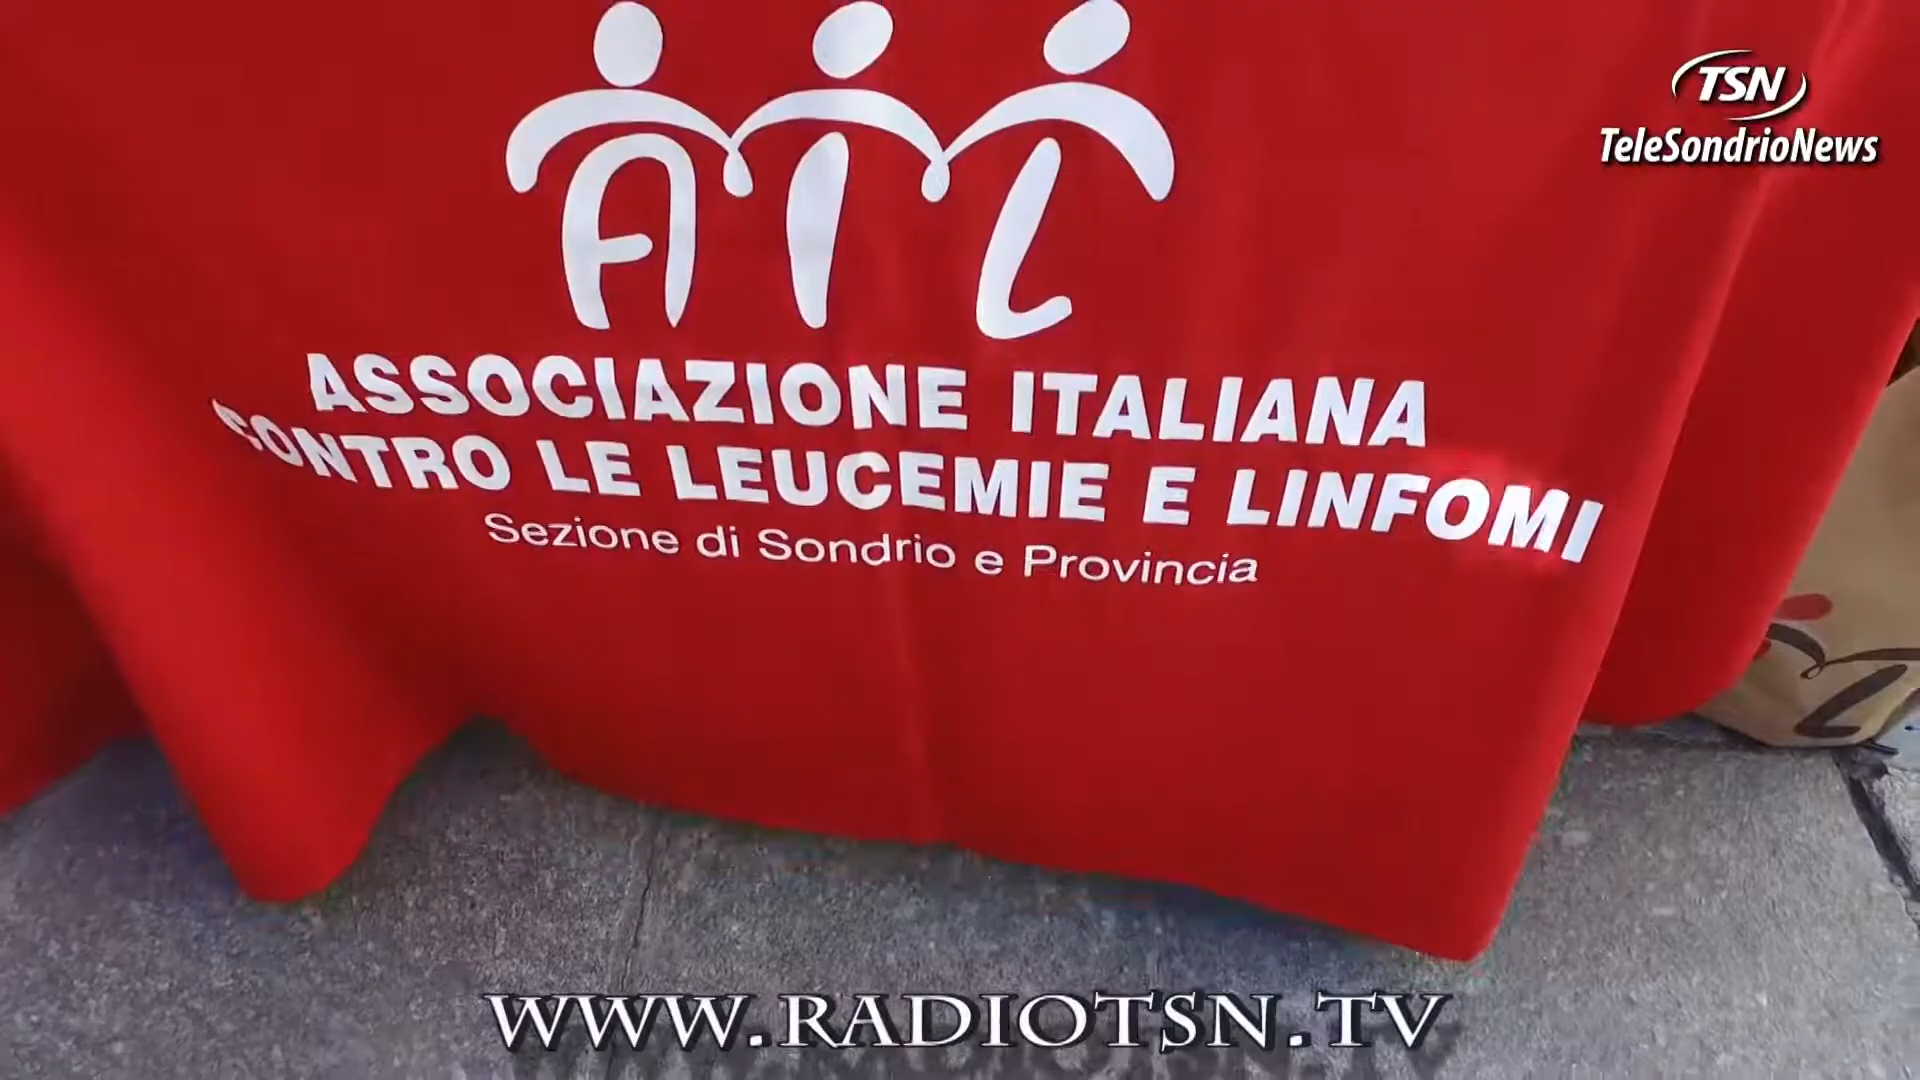 TSN
TeleSondrioNews
AIL
ASSOCIAZIONE ITALIANA
CONTRO LE LEUCEMIE E LINFOMI
Sezione di Sondrio e Provincia
WWW.RADIOTSN.TV